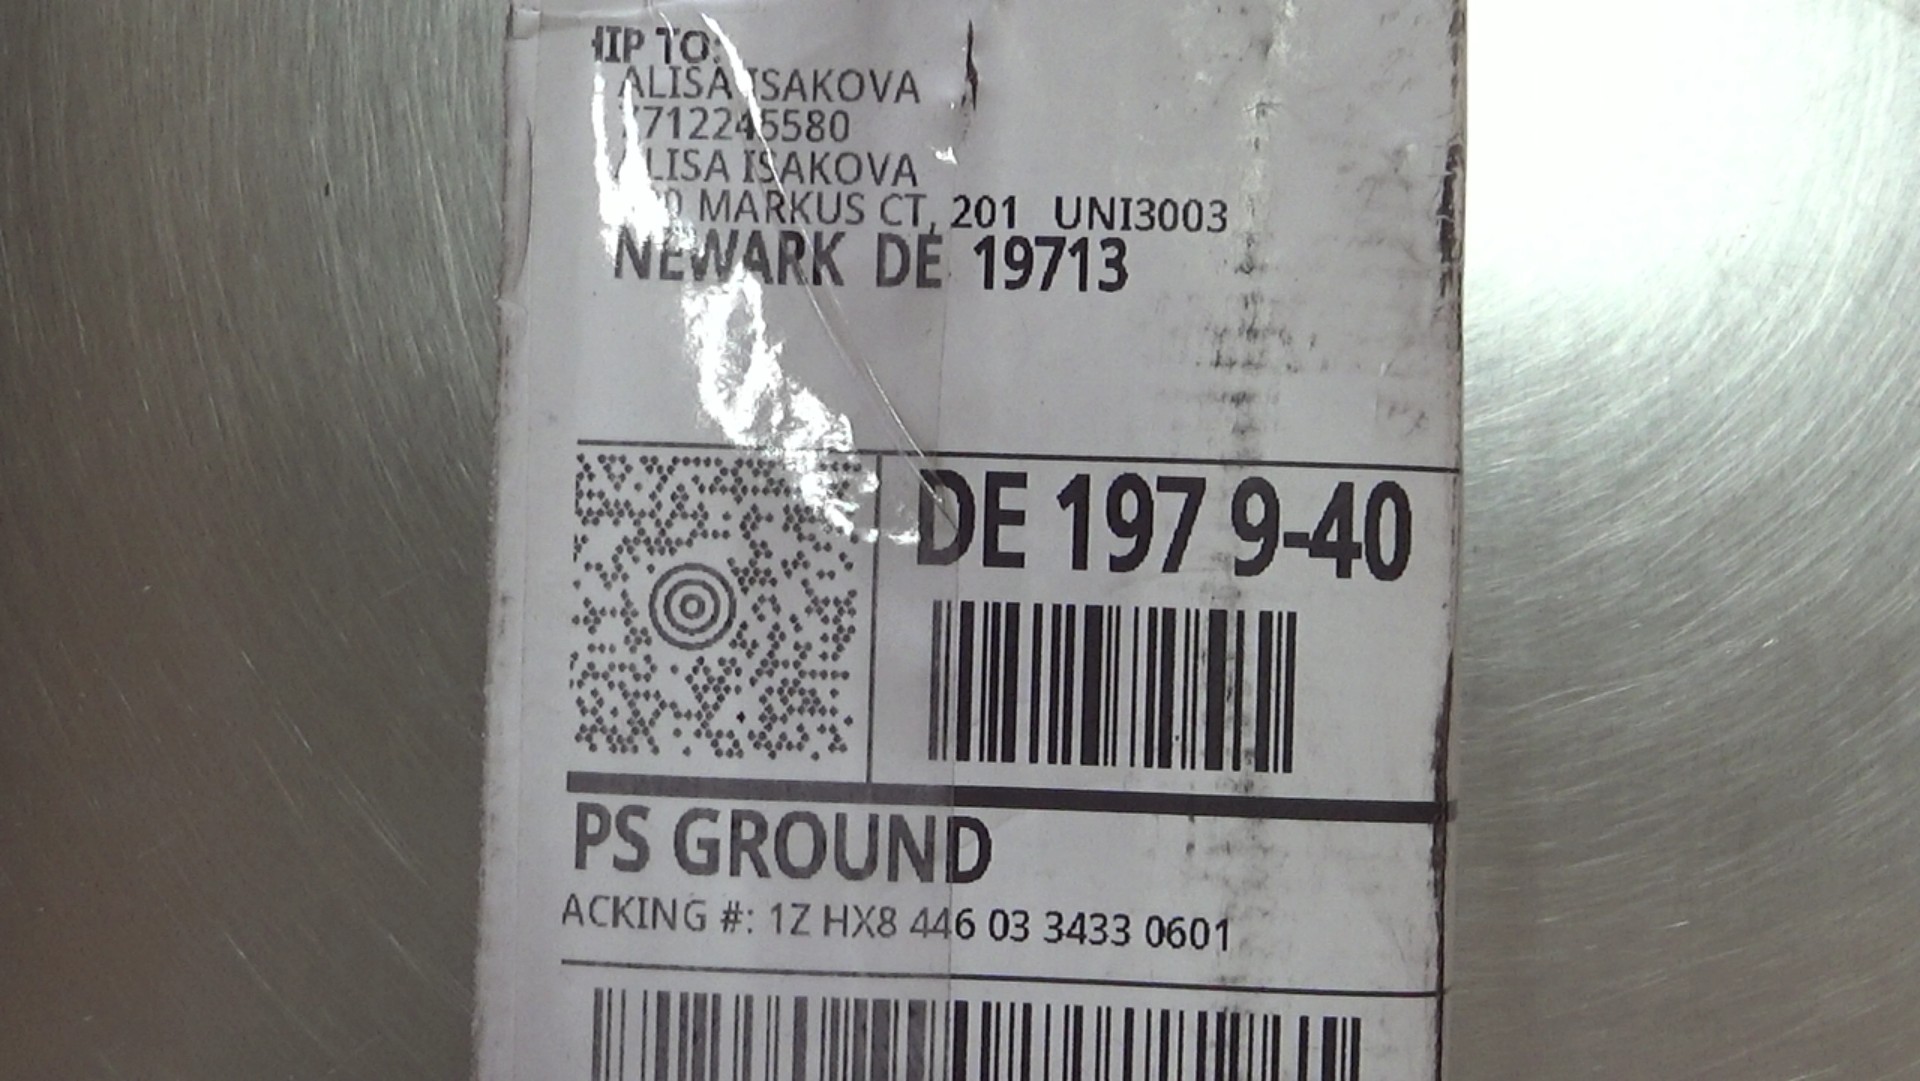 HIP TO:
ALISA ISAKOVA
7712245580
ALISA ISAKOVA
MARKUS CT, 201 UNI3003
NEWARK DE 19713
DE 197 9-40
PS GROUND
ACKING #: 1Z HX8 446 03 3433 0601